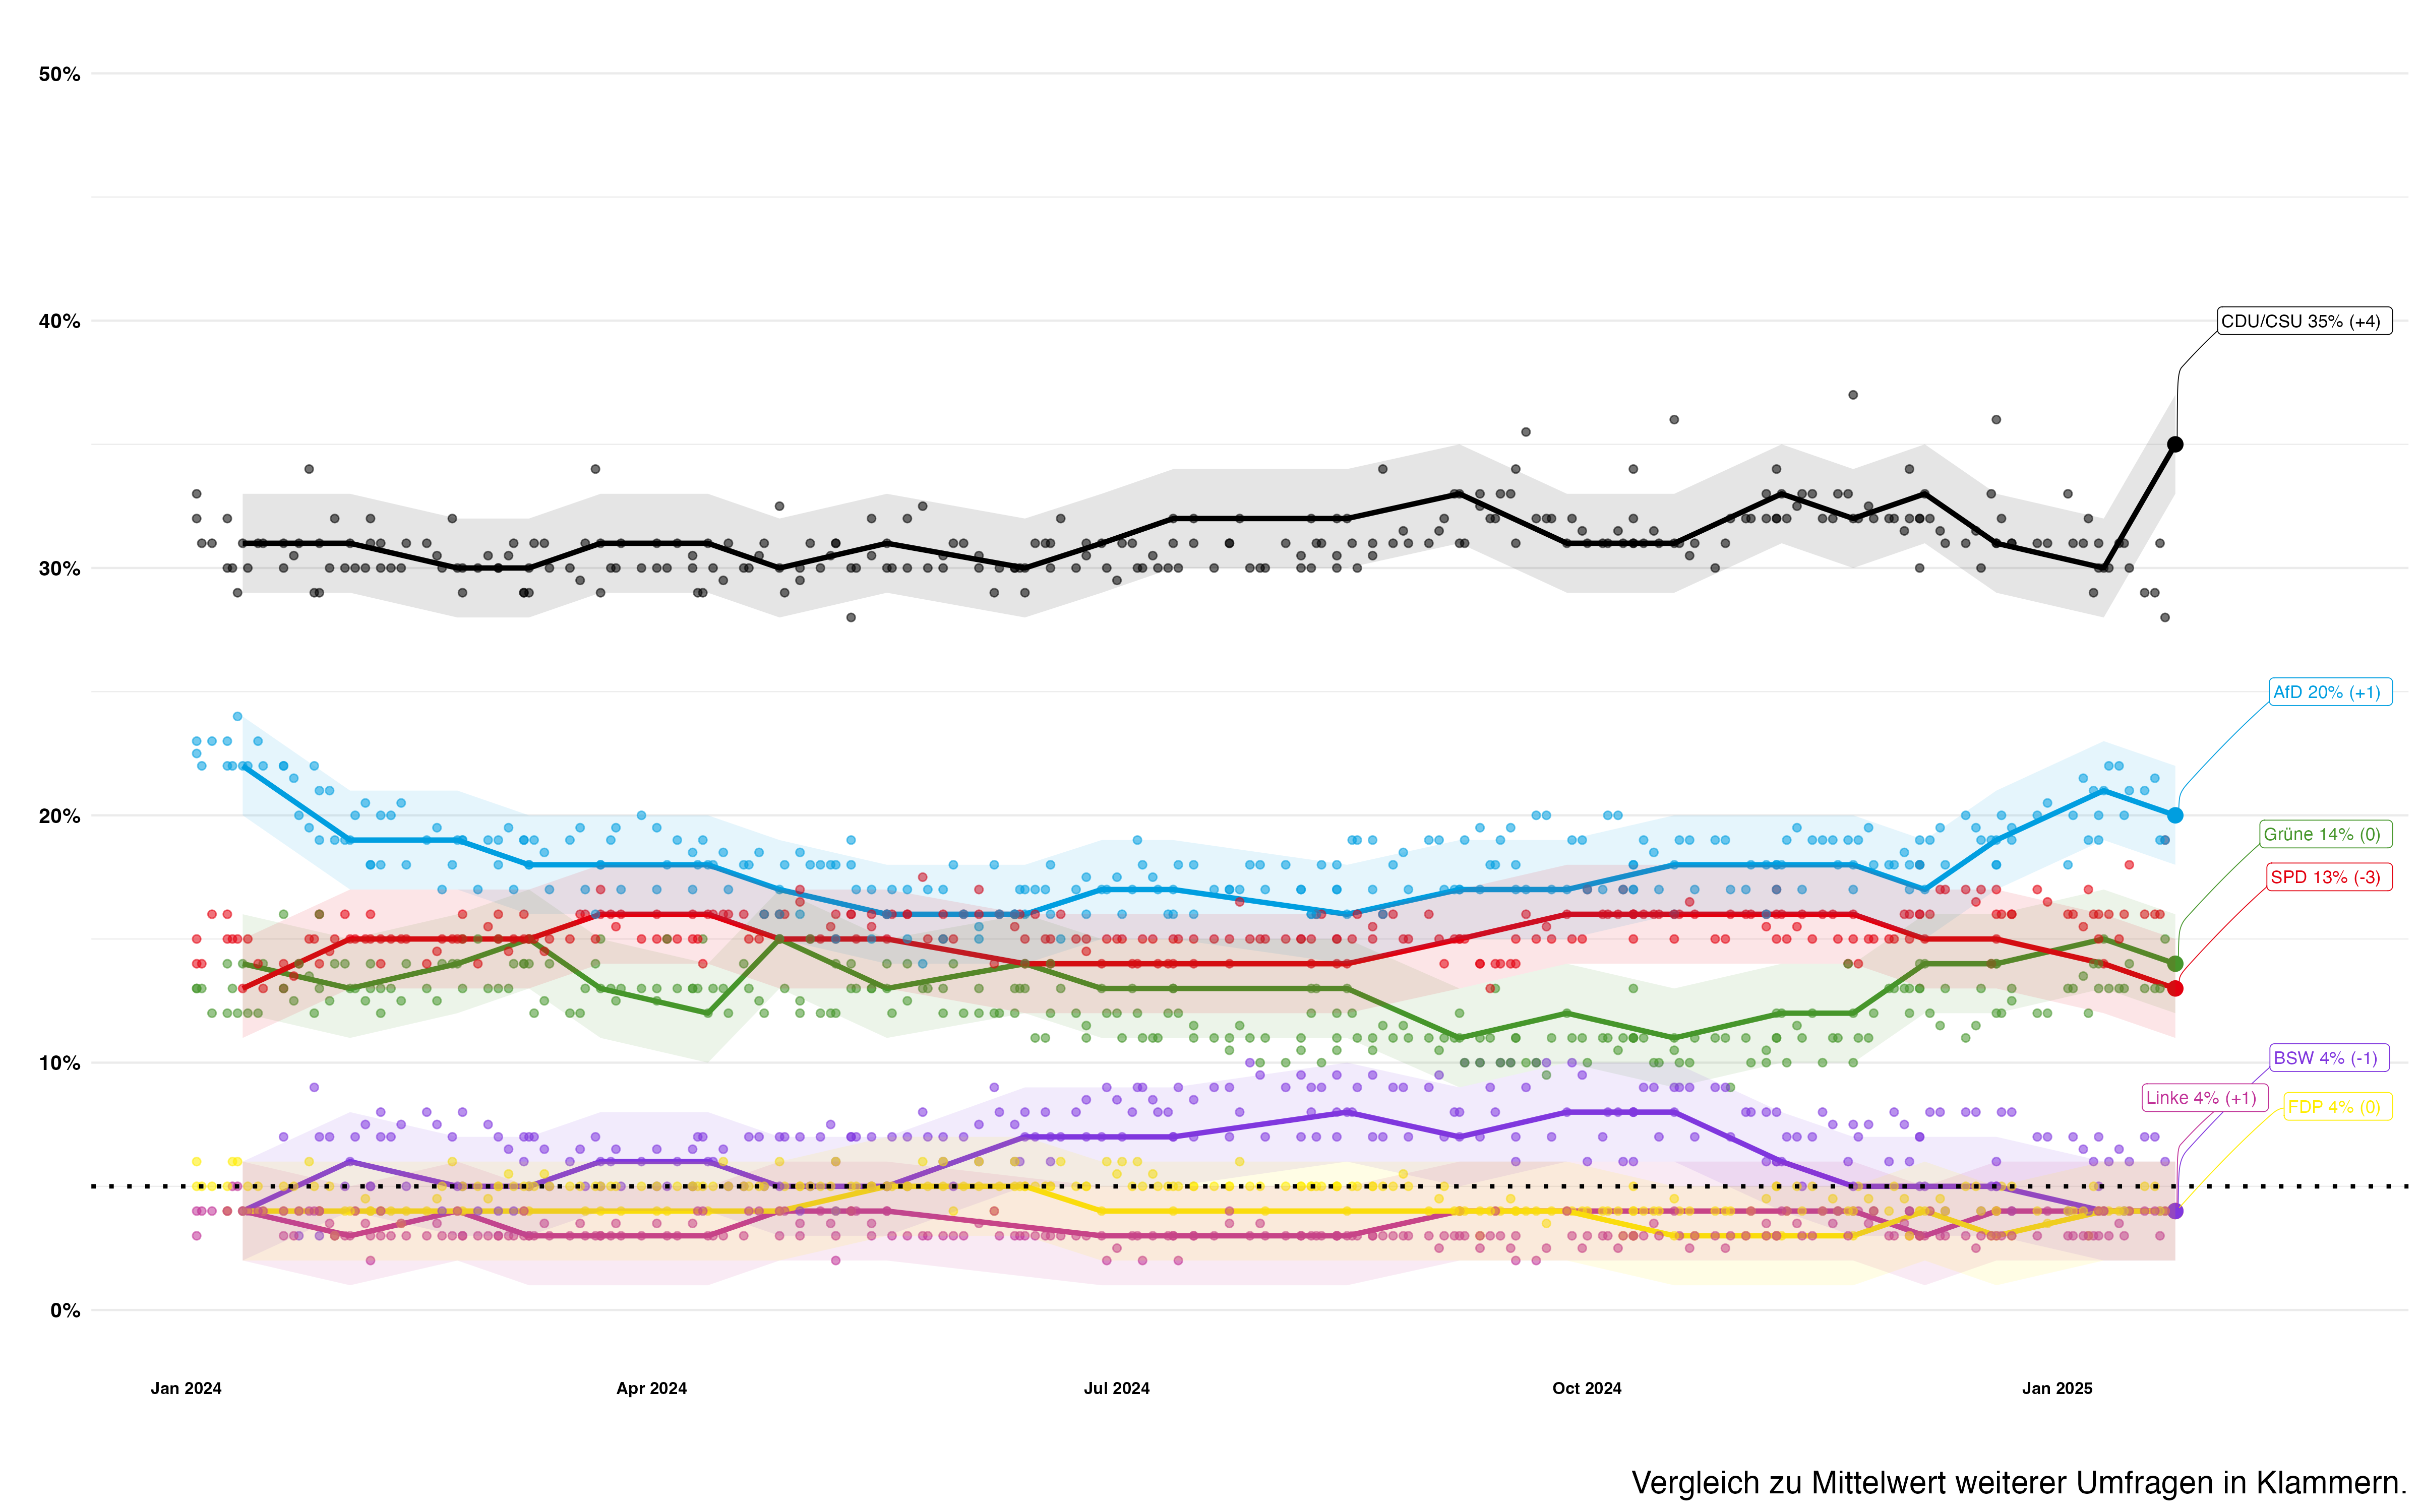 50%
40%
30%
20%
10%
0%
CDU/CSU 35% (+4)
AfD 20% (+1)
Grüne 14% (0)
SPD 13% (-3)
BSW 4% (-1)
Linke 4% (+1)
FDP 4% (0)
Jan 2024
Apr 2024
Jul 2024
Oct 2024
Jan 2025
Vergleich zu Mittelwert weiterer Umfragen in Klammern.